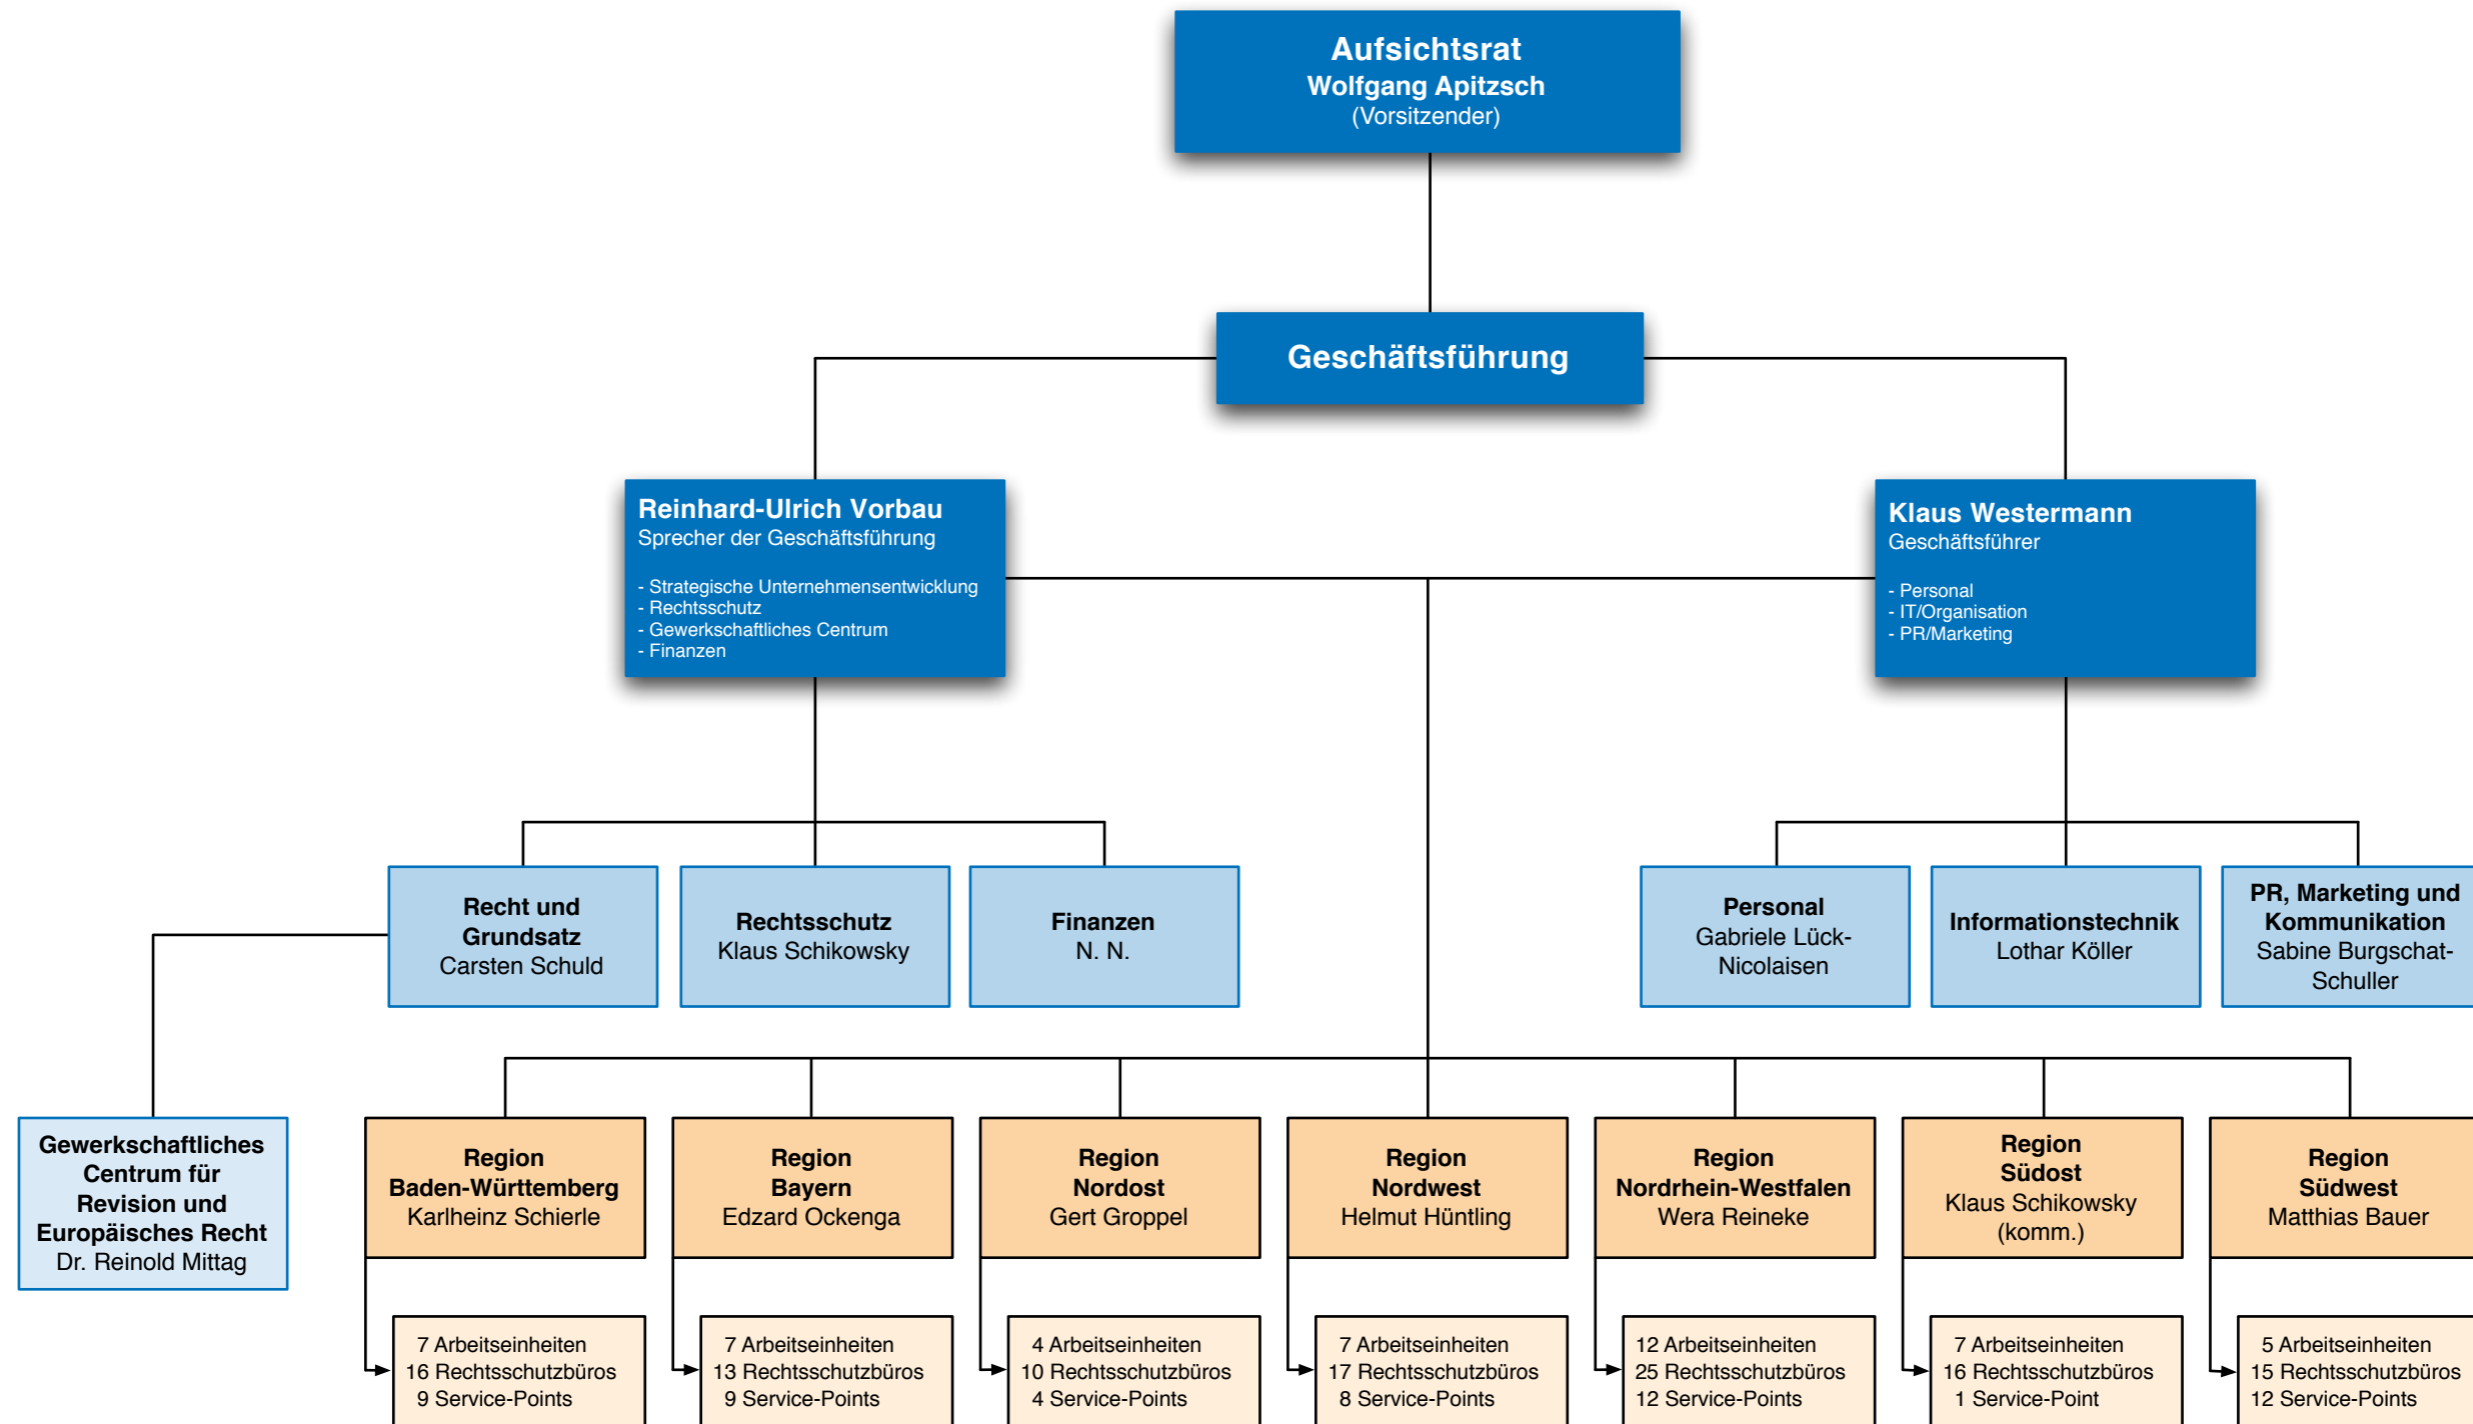 Aufsichtsrat
Wolfgang Apitzsch
(Vorsitzender)
Geschäftsführung
Reinhard-Ulrich Vorbau
Sprecher der Geschäftsführung
- Strategische Unternehmensentwicklung
- Rechtsschutz
- Gewerkschaftliches Centrum
- Finanzen
Klaus Westermann
Geschäftsführer
- Personal
- IT/Organisation
- PR/Marketing
Recht und
Grundsatz
Carsten Schuld
Rechtsschutz
Klaus Schikowsky
Finanzen
N. N.
Personal
Gabriele Lück-
Nicolaisen
Informationstechnik
Lothar Köller
PR, Marketing und
Kommunikation
Sabine Burgschat-
Schuller
Gewerkschaftliches
Centrum für
Revision und
Europäisches Recht
Dr. Reinold Mittag
Region
Baden-Württemberg
Karlheinz Schierle
Region
Bayern
Edzard Ockenga
Region
Nordost
Gert Groppel
Region
Nordwest
Helmut Hüntling
Region
Nordrhein-Westfalen
Wera Reineke
Region
Südost
Klaus Schikowsky
(komm.)
Region
Südwest
Matthias Bauer
7 Arbeitseinheiten
16 Rechtsschutzbüros
9 Service-Points
7 Arbeitseinheiten
13 Rechtsschutzbüros
9 Service-Points
4 Arbeitseinheiten
10 Rechtsschutzbüros
4 Service-Points
7 Arbeitseinheiten
17 Rechtsschutzbüros
8 Service-Points
12 Arbeitseinheiten
25 Rechtsschutzbüros
12 Service-Points
7 Arbeitseinheiten
16 Rechtsschutzbüros
1 Service-Point
5 Arbeitseinheiten
15 Rechtsschutzbüros
12 Service-Points